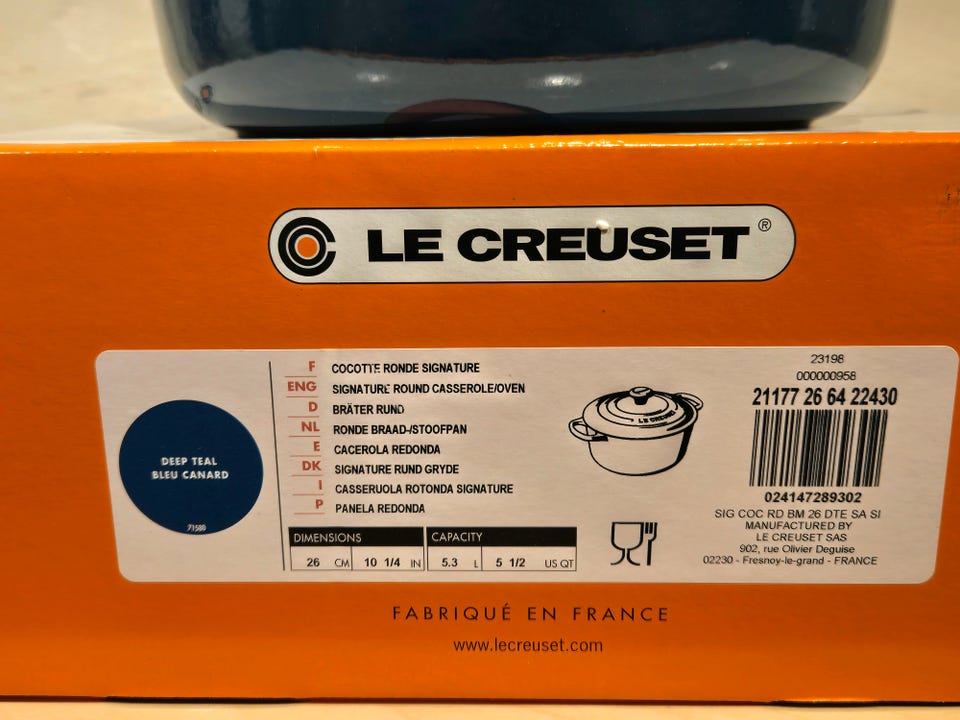 LE CREUSET ®
DEEP TEAL
BLEU CANARD
71580
F COCOTTE RONDE SIGNATURE
ENG SIGNATURE ROUND CASSEROLE/OVEN
D BRÄTER RUND
NL RONDE BRAAD-/STOOFPAN
E CACEROLA REDONDA
DK SIGNATURE RUND GRYDE
I CASSERUOLA ROTONDA SIGNATURE
P PANELA REDONDA
DIMENSIONS CAPACITY
26 CM 10 1/4 IN 5.3 L 5 1/2 US QT
LE CREUSET
23198
000000958
21177 26 64 22430
024147289302
SIG COC RD BM 26 DTE SA SI
MANUFACTURED BY
LE CREUSET SAS
902, rue Olivier Deguise
02230 - Fresnoy-le-grand - FRANCE
FABRIQUÉ EN FRANCE
www.lecreuset.com